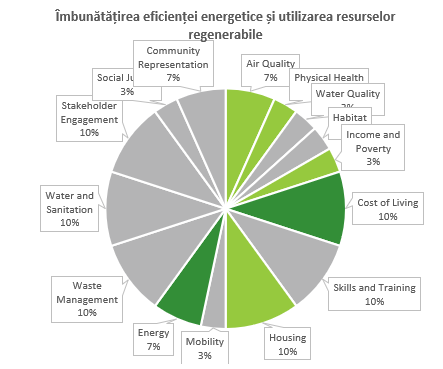 Îmbunătățirea eficienței energetice și utilizarea resurselor
regenerabile
Community
Representation
7%
Air Quality
7%
Physical Health
Water Quality
Habitat
Income and
Poverty
3%
Cost of Living
10%
Skills and Training
10%
Housing
10%
Mobility
3%
Energy
7%
Waste
Management
10%
Water and
Sanitation
10%
Stakeholder
Engagement
10%
Social
3%